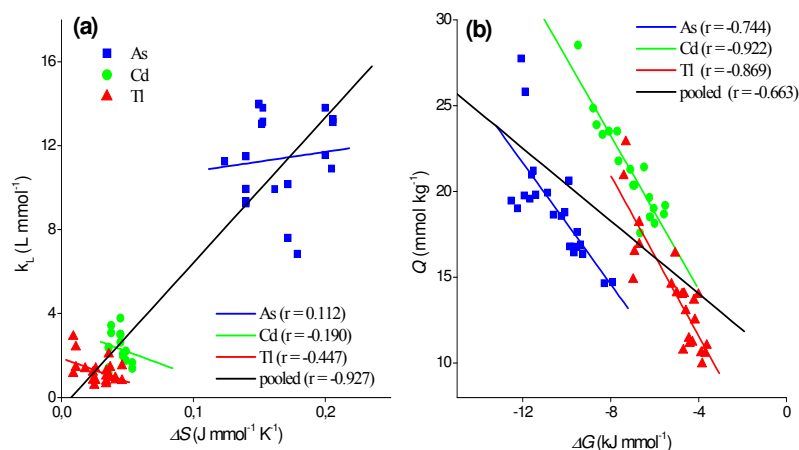 (a)
As
Cd
Tl
16
12
8
4
0
k_L (L mmol⁻¹)
As (r = 0.112)
Cd (r = -0.190)
Tl (r = -0.447)
pooled (r = -0.927)
0,0
0,1
0,2
ΔS (J mmol⁻¹ K⁻¹)
(b)
As (r = -0.744)
Cd (r = -0.922)
Tl (r = -0.869)
pooled (r = -0.663)
30
25
20
15
10
Q (mmol kg⁻¹)
-12
-8
-4
0
ΔG (kJ mmol⁻¹)